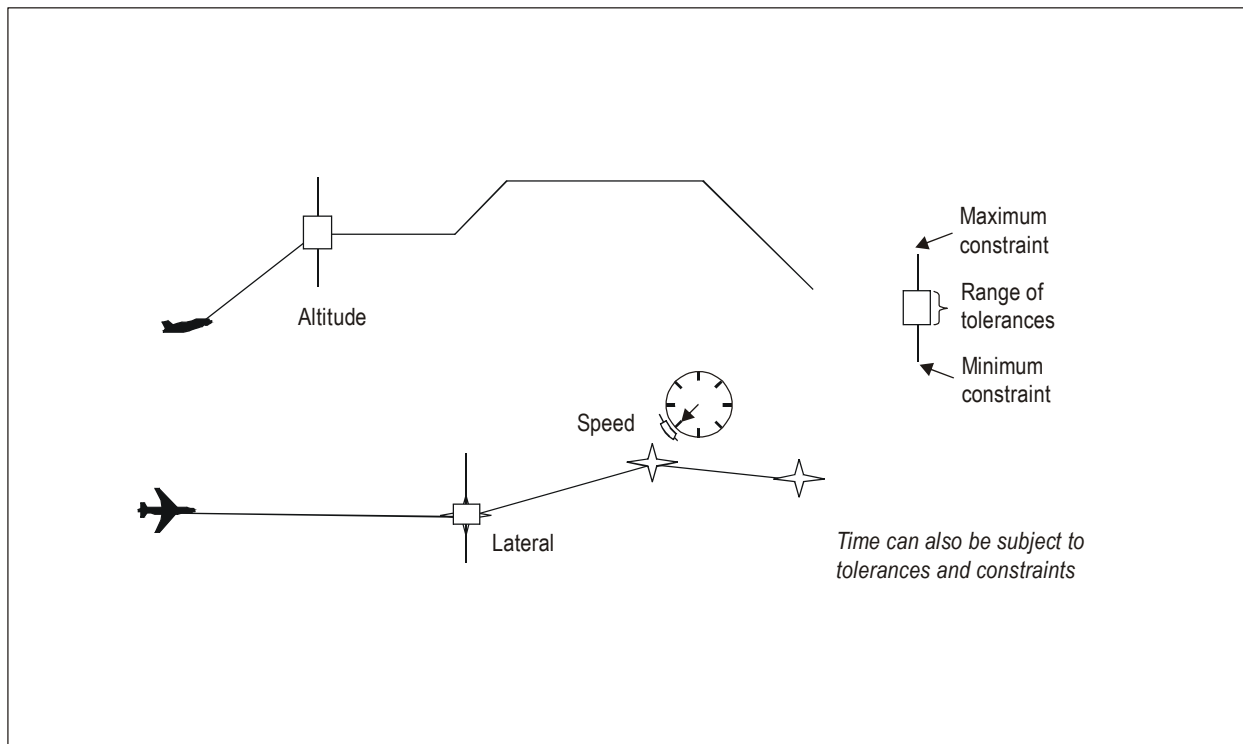 Maximum
constraint
Altitude
Range of
tolerances
Minimum
constraint
Speed
Lateral
Time can also be subject to
tolerances and constraints